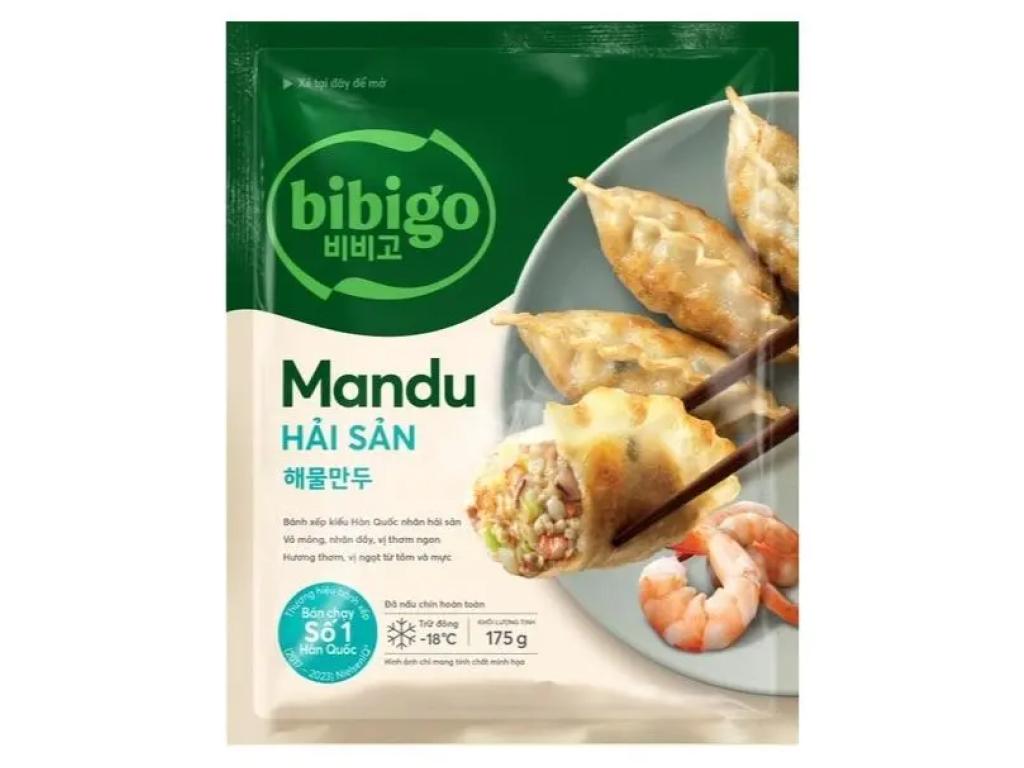 ▶ Xé tại đây để mở
bibigo
비비고
Mandu
HẢI SẢN
해물만두
Bánh xếp kiểu Hàn Quốc nhân hải sản
Vỏ mỏng, nhân đầy, vị thơm ngon
Hương thơm, vị ngọt từ tôm và mực
Thương hiệu bánh xếp
Bán chạy
Số 1
Hàn Quốc
(2017 - 2023) NielsenIQ*
Đã nấu chín hoàn toàn
Trữ đông
-18°C
KHỐI LƯỢNG TỊNH
175 g
Hình ảnh chỉ mang tính chất minh họa